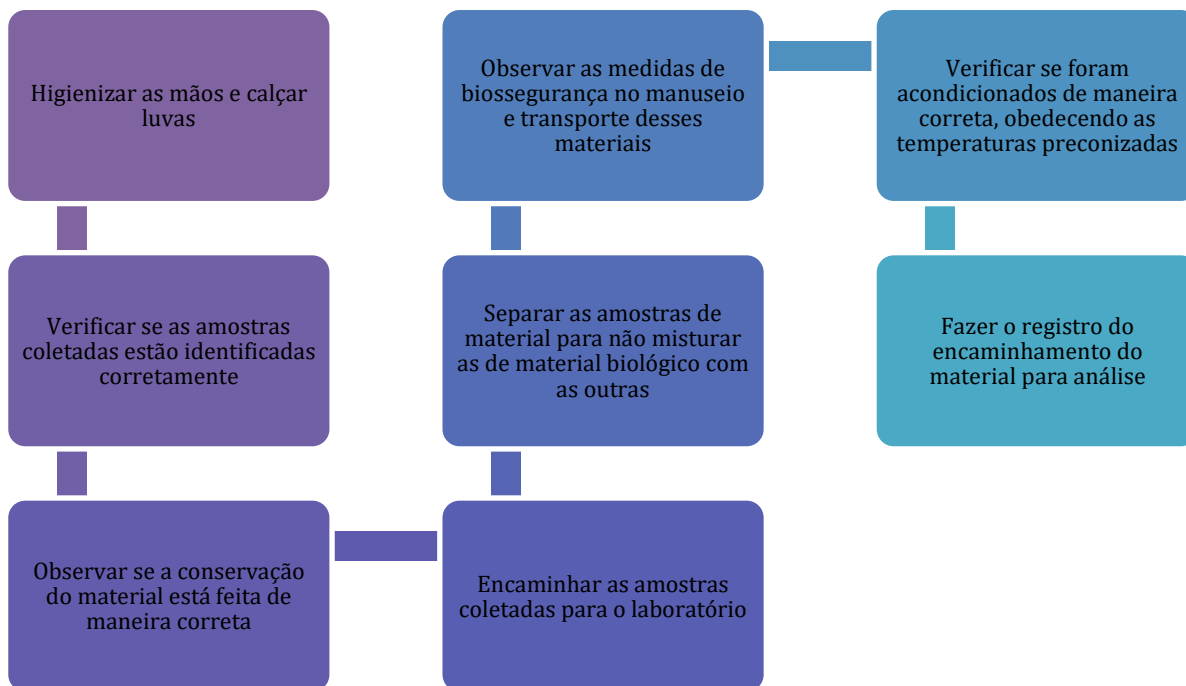 Higienizar as mãos e calçar
luvas
Verificar se as amostras
coletadas estão identificadas
corretamente
Observar se a conservação
do material está feita de
maneira correta
Encaminhar as amostras
coletadas para o laboratório
Separar as amostras de
material para não misturar
as de material biológico com
as outras
Observar as medidas de
biossegurança no manuseio
e transporte desses
materiais
Verificar se foram
acondicionados de maneira
correta, obedecendo as
temperaturas preconizadas
Fazer o registro do
encaminhamento do
material para análise